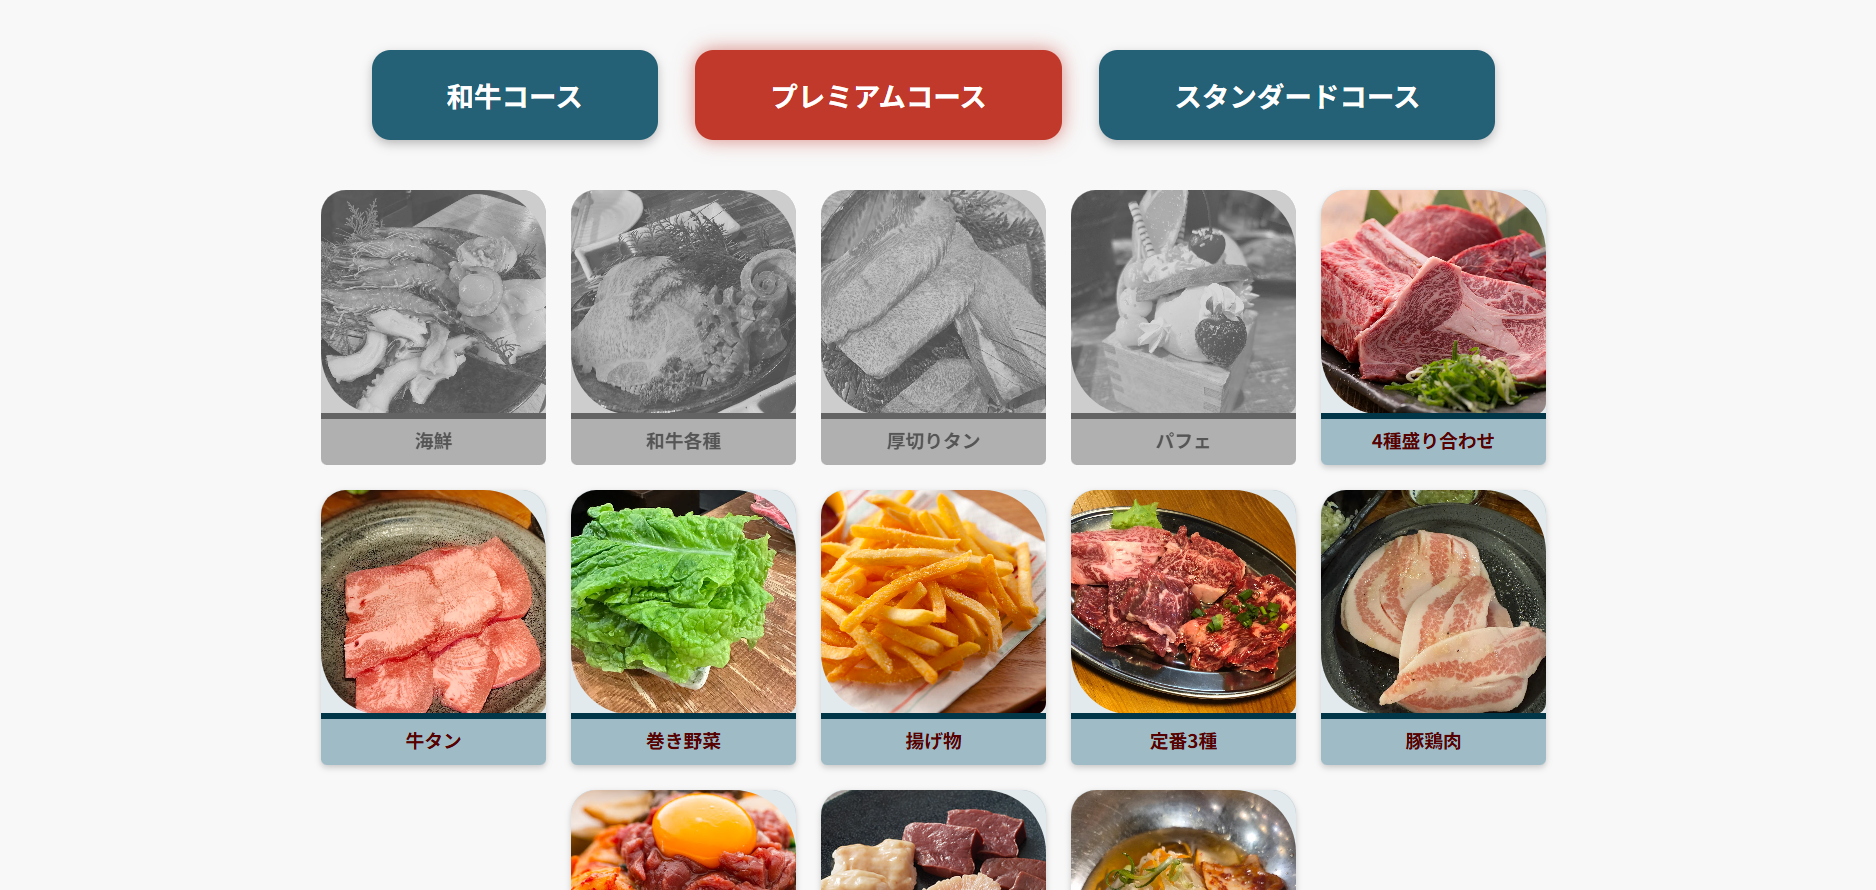 和牛コース
プレミアムコース
スタンダードコース
海鮮
和牛各種
厚切りタン
パフェ
4種盛り合わせ
牛タン
巻き野菜
揚げ物
定番3種
豚鶏肉